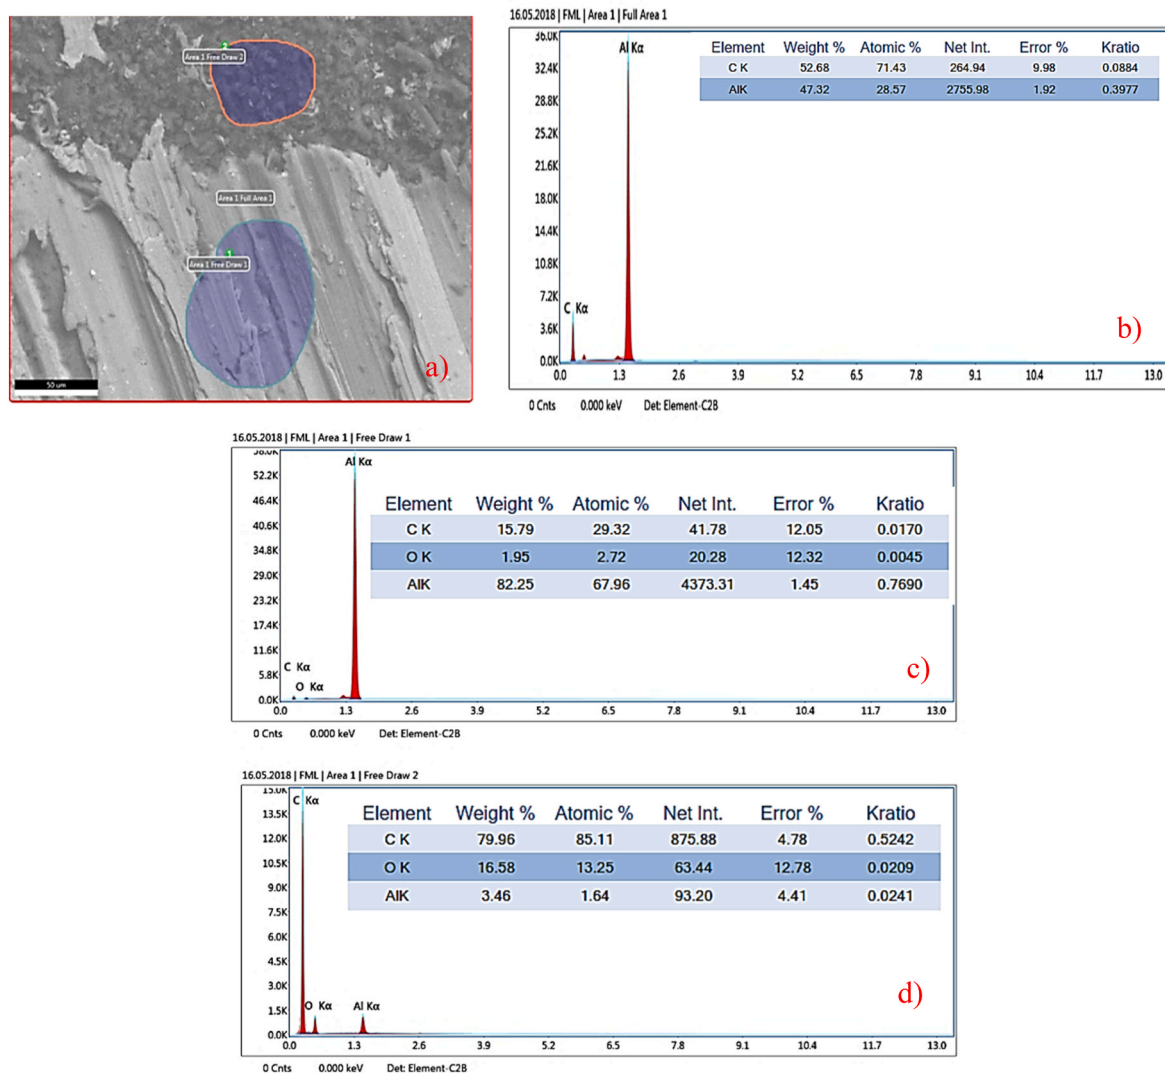 2
Area 1 Free Draw 2
Area 1 Full Area 1
1
Area 1 Free Draw 1
50 um
a)
16.05.2018 | FML | Area 1 | Full Area 1
36.0K
32.4K
28.8K
25.2K
21.6K
18.0K
14.4K
10.8K
7.2K
3.6K
0.0K
Al Kα
C Kα
Element Weight % Atomic % Net Int. Error % Kratio
C K 52.68 71.43 264.94 9.98 0.0884
AlK 47.32 28.57 2755.98 1.92 0.3977
b)
0.0 1.3 2.6 3.9 5.2 6.5 7.8 9.1 10.4 11.7 13.0
0 Cnts 0.000 keV Det: Element-C2B
16.05.2018 | FML | Area 1 | Free Draw 1
58.0K
52.2K
46.4K
40.6K
34.8K
29.0K
23.2K
17.4K
11.6K
5.8K
0.0K
Al Kα
C Kα
O Kα
Element Weight % Atomic % Net Int. Error % Kratio
C K 15.79 29.32 41.78 12.05 0.0170
O K 1.95 2.72 20.28 12.32 0.0045
AlK 82.25 67.96 4373.31 1.45 0.7690
c)
0.0 1.3 2.6 3.9 5.2 6.5 7.8 9.1 10.4 11.7 13.0
0 Cnts 0.000 keV Det: Element-C2B
16.05.2018 | FML | Area 1 | Free Draw 2
15.0K
13.5K
12.0K
10.5K
9.0K
7.5K
6.0K
4.5K
3.0K
1.5K
0.0K
C Kα
O Kα
Al Kα
Element Weight % Atomic % Net Int. Error % Kratio
C K 79.96 85.11 875.88 4.78 0.5242
O K 16.58 13.25 63.44 12.78 0.0209
AlK 3.46 1.64 93.20 4.41 0.0241
d)
0.0 1.3 2.6 3.9 5.2 6.5 7.8 9.1 10.4 11.7 13.0
0 Cnts 0.000 keV Det: Element-C2B